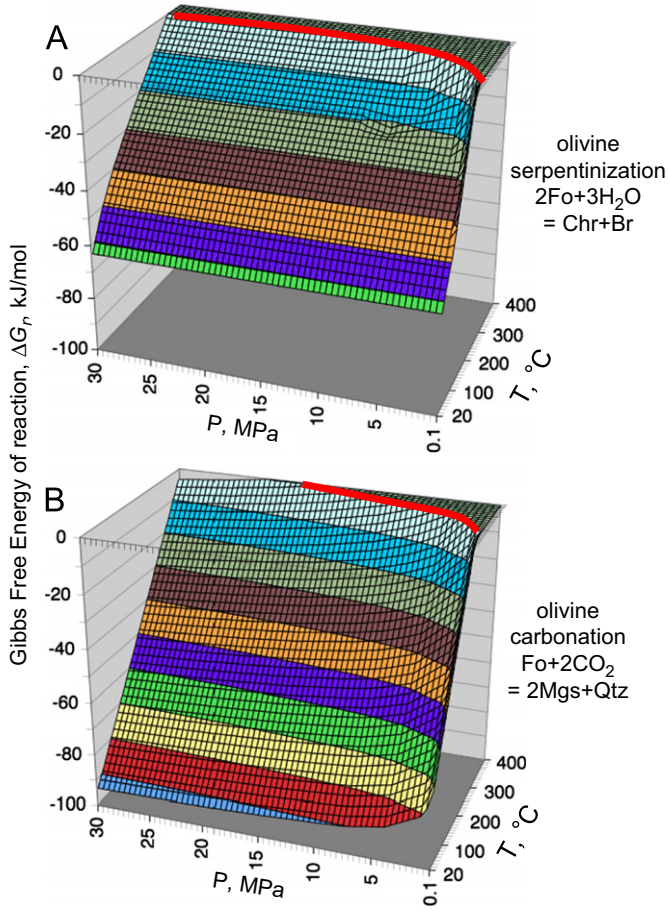 A
0
-20
-40
-60
-80
-100
30
25
20
15
10
5
0.1
P, MPa
400
300
200
100
20
T, °C
olivine
serpentinization
2Fo+3H₂O
= Chr+Br
Gibbs Free Energy of reaction, ΔGᵣ, kJ/mol
B
0
-20
-40
-60
-80
-100
30
25
20
15
10
5
0.1
P, MPa
400
300
200
100
20
T, °C
olivine
carbonation
Fo+2CO₂
= 2Mgs+Qtz